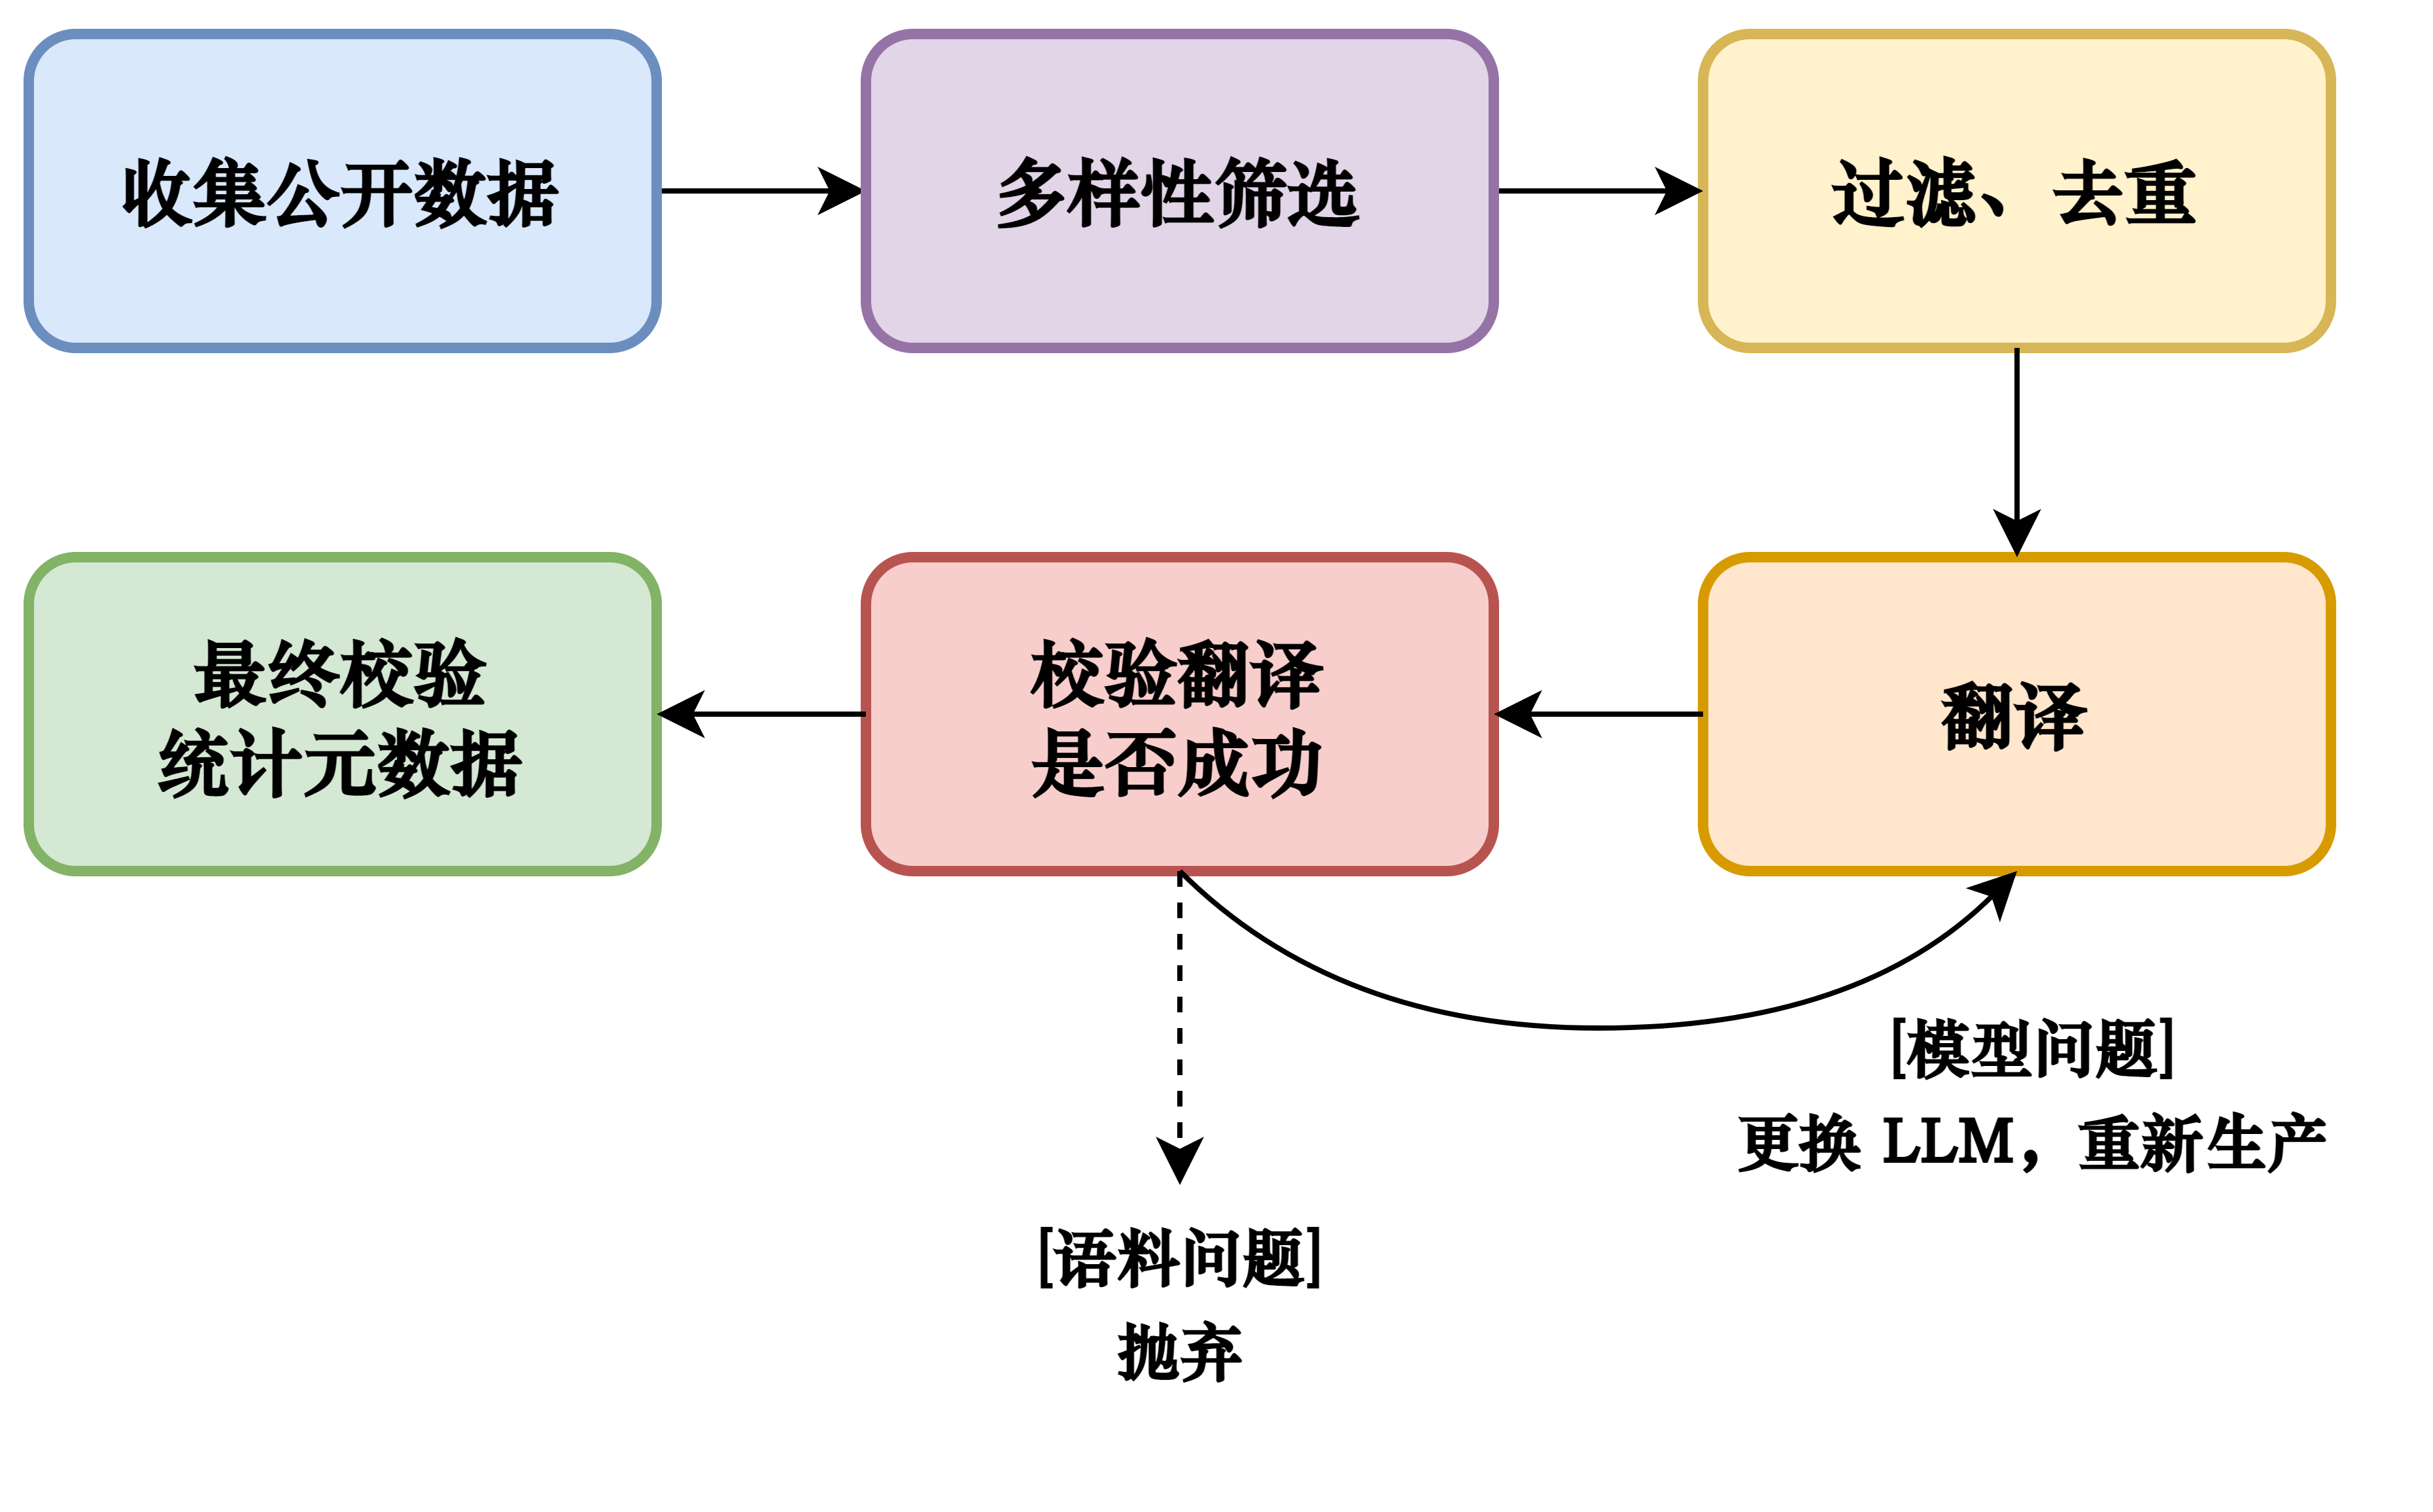 收集公开数据
多样性筛选
过滤、去重
翻译
校验翻译
是否成功
最终校验
统计元数据
[模型问题]
更换 LLM，重新生产
[语料问题]
抛弃